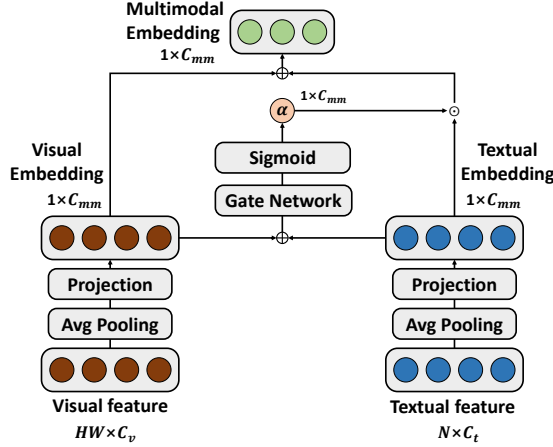 Multimodal
Embedding
1×C_mm
α
1×C_mm
Visual
Embedding
1×C_mm
Sigmoid
Gate Network
Textual
Embedding
1×C_mm
Projection
Avg Pooling
Projection
Avg Pooling
Visual feature
HW×C_v
Textual feature
N×C_t